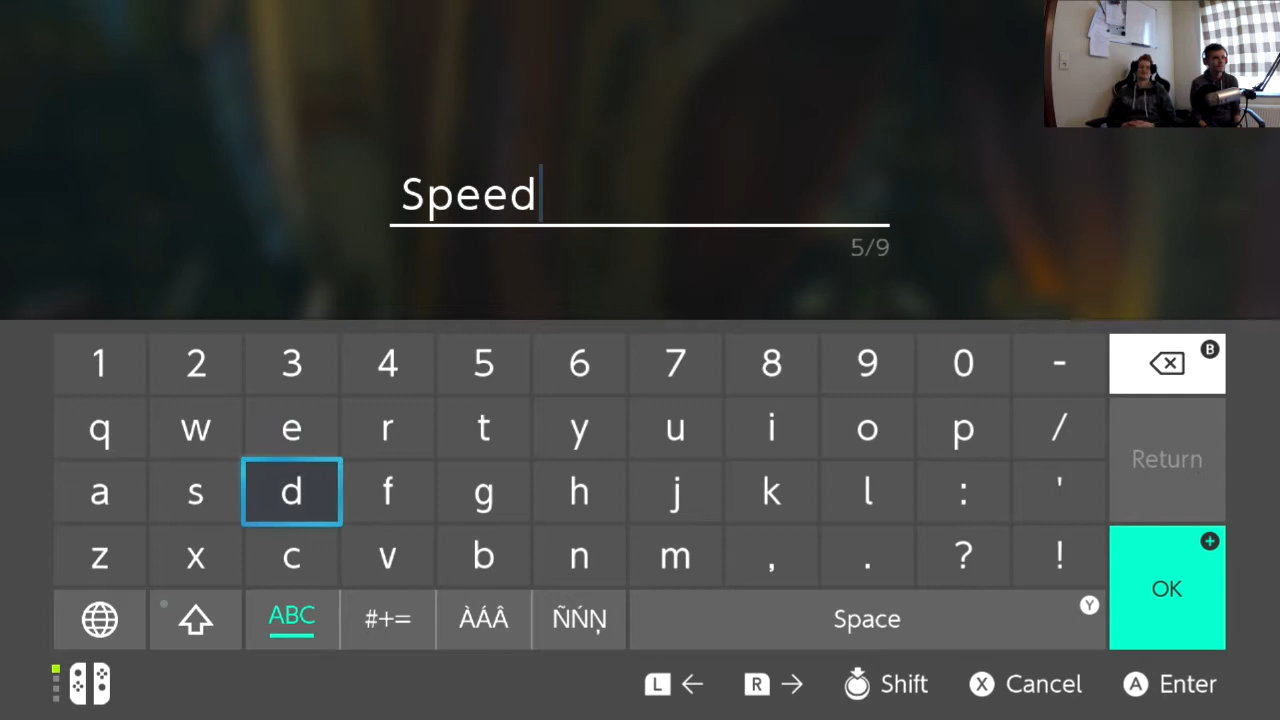 Speed
5/9
1 2 3 4 5 6 7 8 9 0 - B
q w e r t y u i o p / Return
a s d f g h j k l : '
z x c v b n m , . ? ! + OK
ABC #+= ÀÁÂ ÑŃŅ Space Y
L ← R → Shift X Cancel A Enter